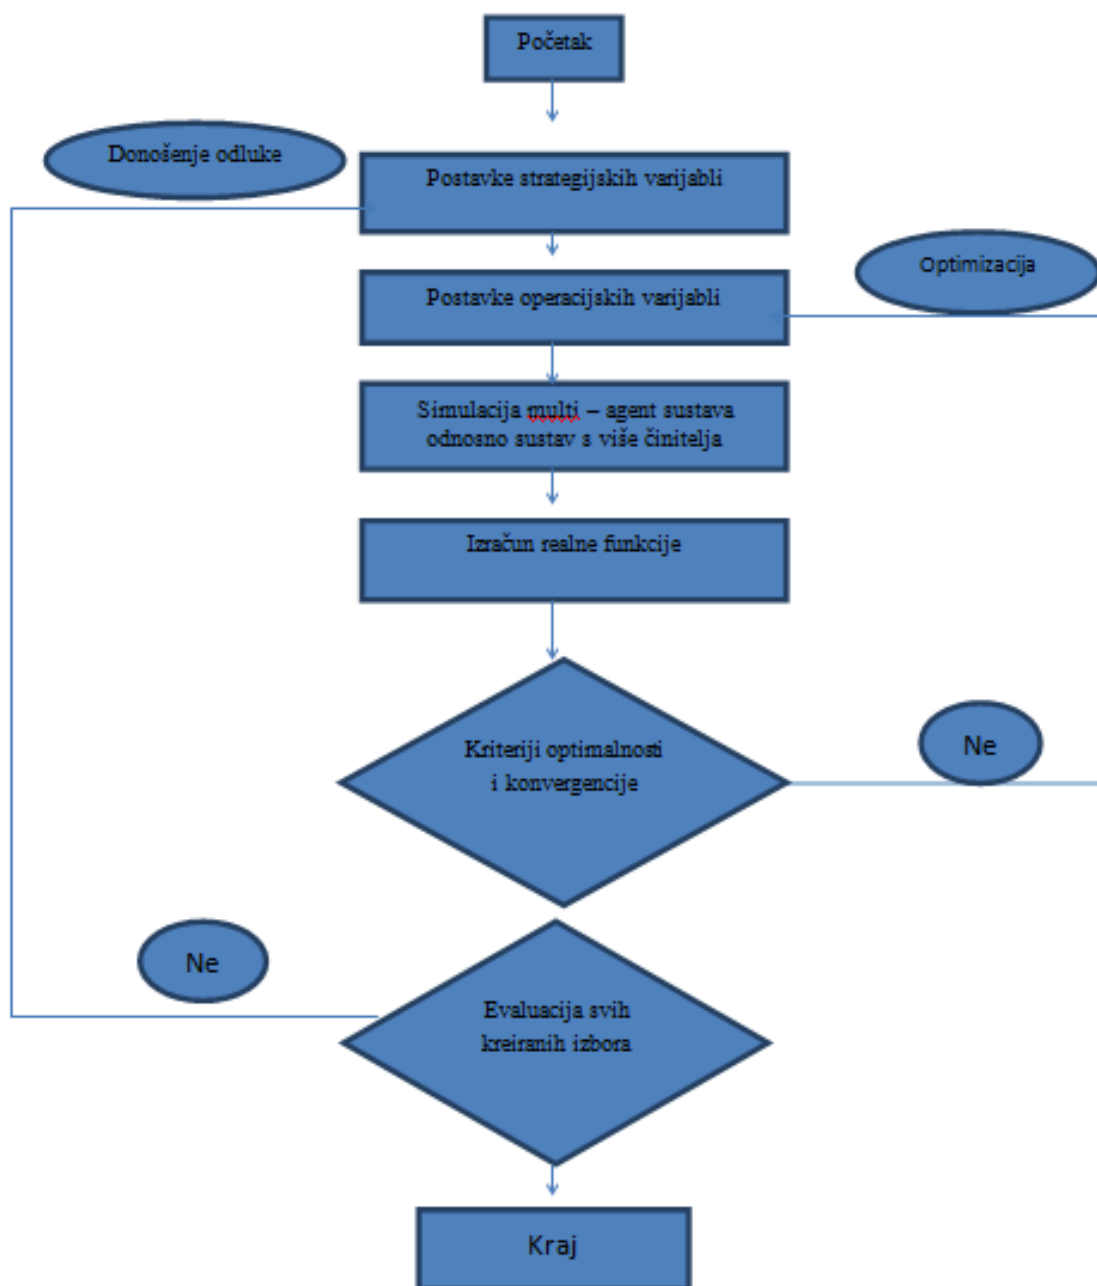 Početak
Donošenje odluke
Postavke strategijskih varijabli
Optimizacija
Postavke operacijskih varijabli
Simulacija multi – agent sustava
odnosno sustav s više činitelja
Izračun realne funkcije
Kriteriji optimalnosti
i konvergencije
Ne
Ne
Evaluacija svih
kreiranih izbora
Kraj